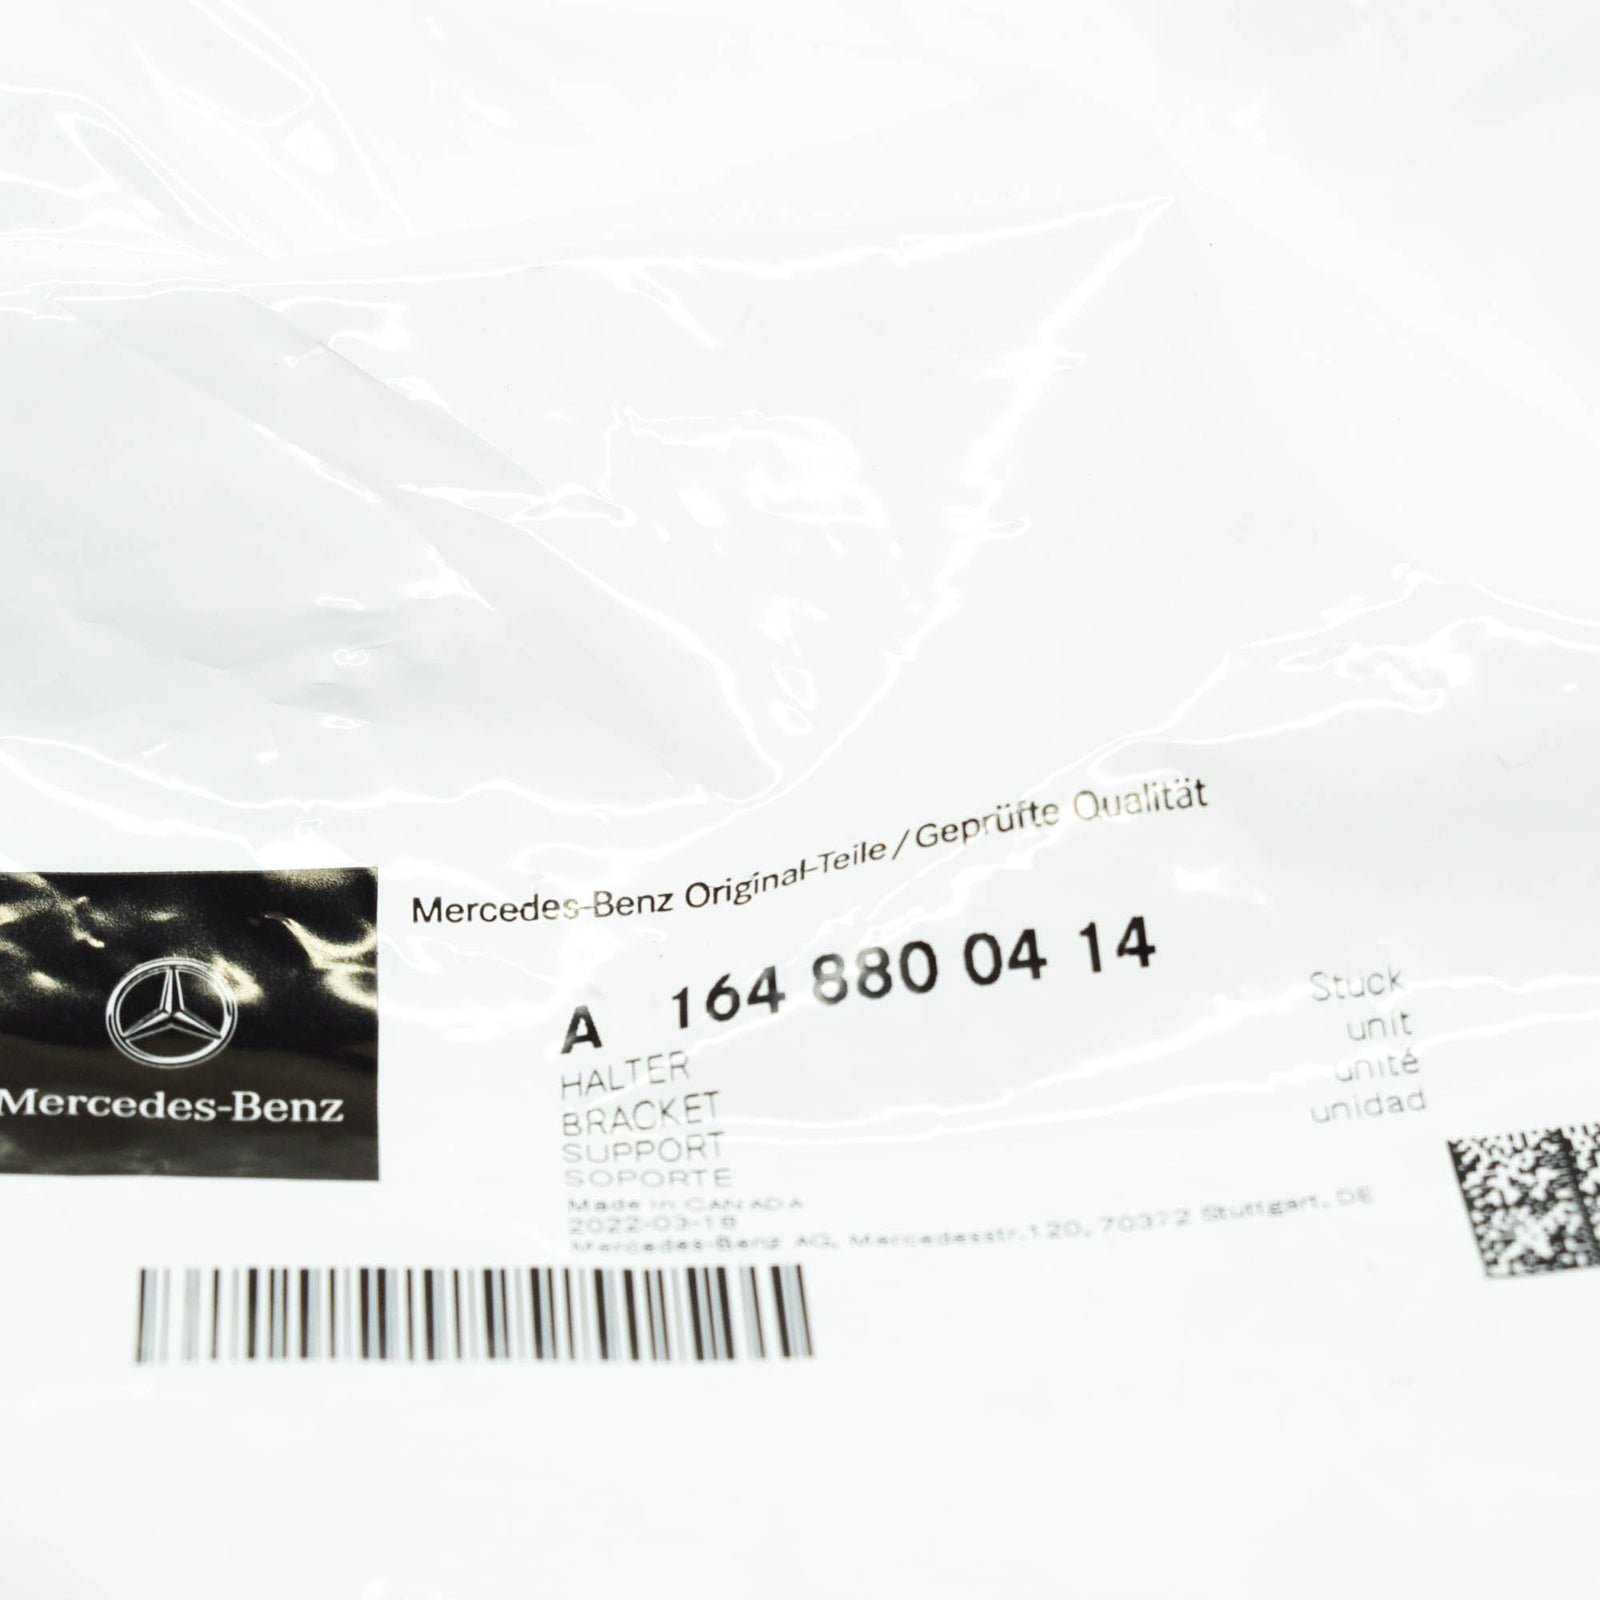 Mercedes-Benz Original-Teile / Geprüfte Qualität
A 164 880 04 14
HALTER
BRACKET
SUPPORT
SOPORTE
Made in CANADA
2022-03-18
Mercedes-Benz AG, Mercedesstr.120, 70372 Stuttgart, DE
Stück
unit
unité
unidad
Mercedes-Benz